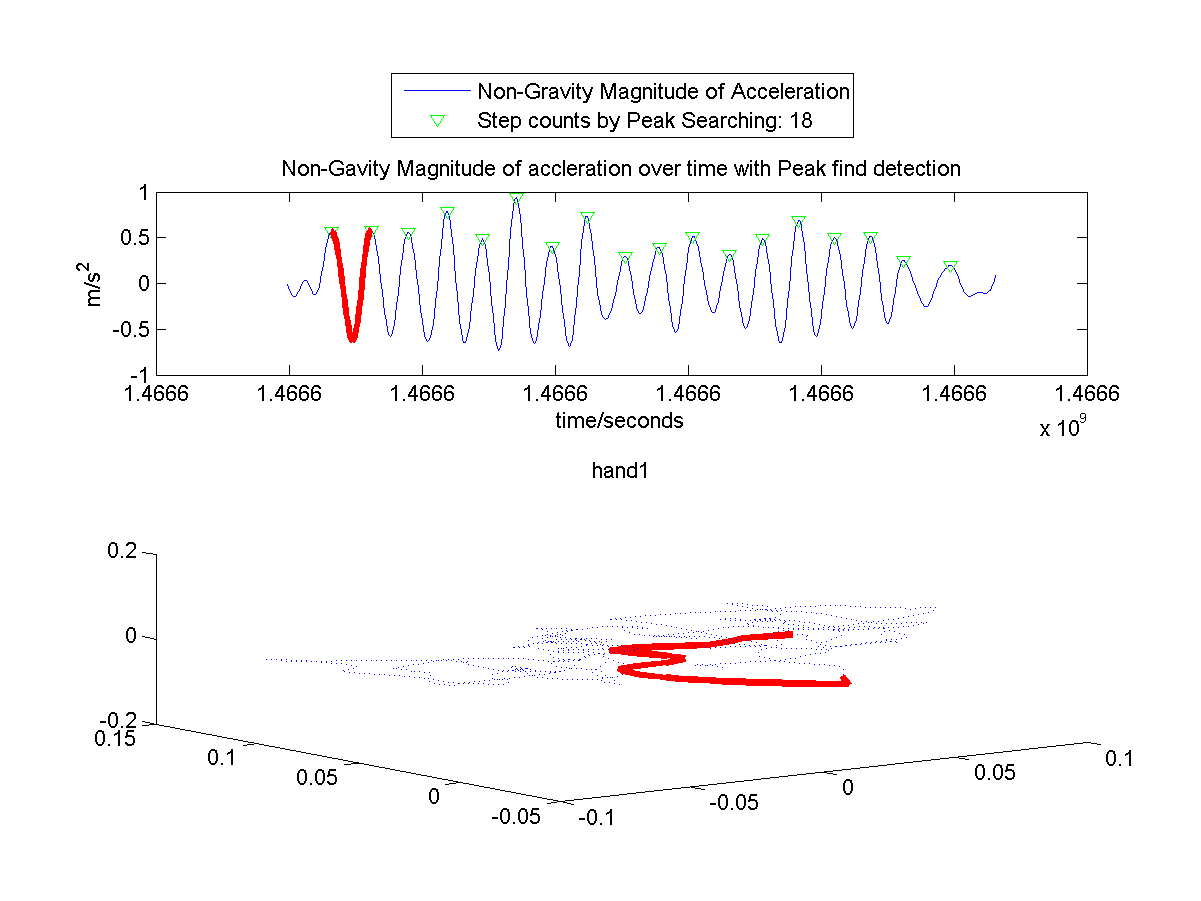 Non-Gravity Magnitude of Acceleration
Step counts by Peak Searching: 18
Non-Gavity Magnitude of accleration over time with Peak find detection
1
0.5
0
-0.5
-1
m/s2
1.4666 1.4666 1.4666 1.4666 1.4666 1.4666 1.4666 1.4666
time/seconds
x 10^9
hand1
0.2
0
-0.2
0.15
0.1
0.05
0
-0.05
-0.1
-0.05
0
0.05
0.1